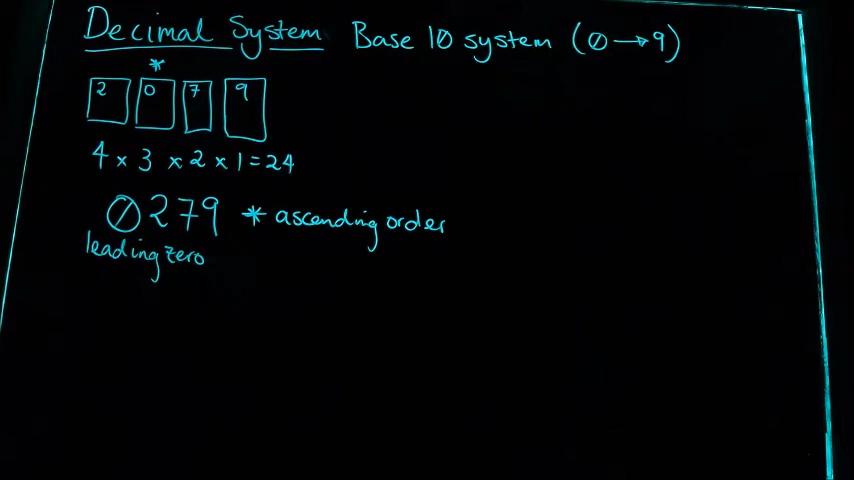 Decimal System Base 10 system (0→9)
*
2 0 7 9
4 x 3 x 2 x 1 = 24
0279 * ascending order
leading zero